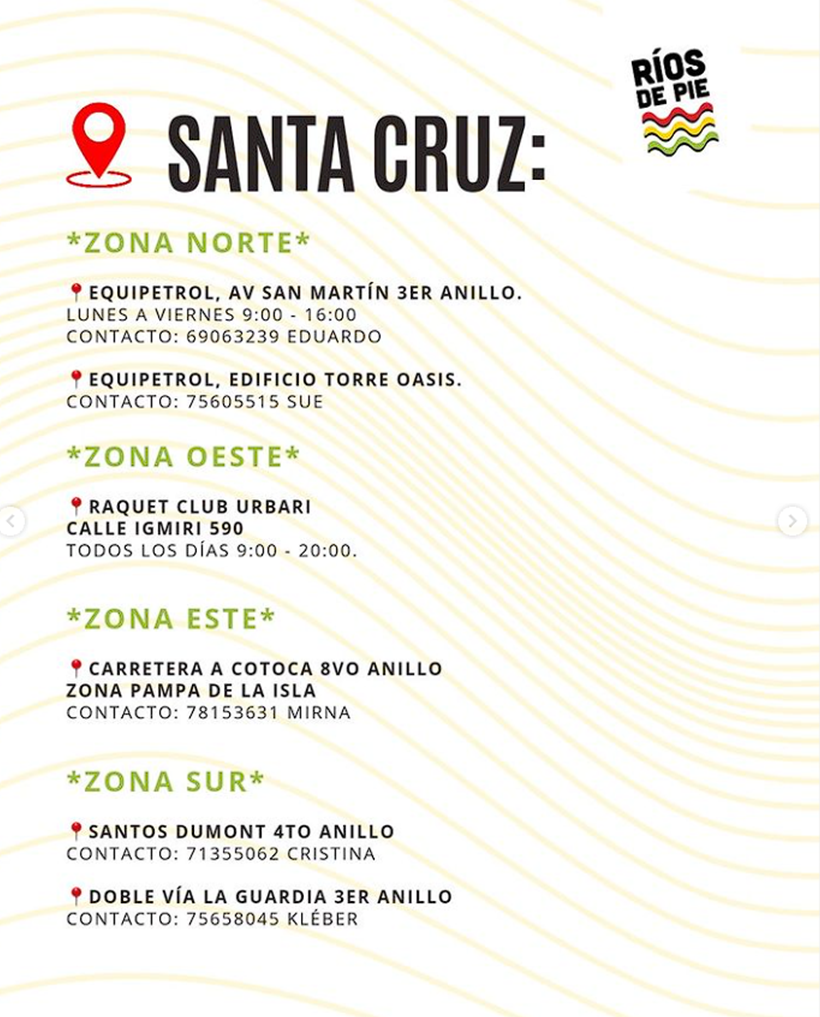 RÍOS
DE PIE
SANTA CRUZ:
*ZONA NORTE*
EQUIPETROL, AV SAN MARTÍN 3ER ANILLO.
LUNES A VIERNES 9:00 - 16:00
CONTACTO: 69063239 EDUARDO
EQUIPETROL, EDIFICIO TORRE OASIS.
CONTACTO: 75605515 SUE
*ZONA OESTE*
RAQUET CLUB URBARI
CALLE IGMIRI 590
TODOS LOS DÍAS 9:00 - 20:00.
*ZONA ESTE*
CARRETERA A COTOCA 8VO ANILLO
ZONA PAMPA DE LA ISLA
CONTACTO: 78153631 MIRNA
*ZONA SUR*
SANTOS DUMONT 4TO ANILLO
CONTACTO: 71355062 CRISTINA
DOBLE VÍA LA GUARDIA 3ER ANILLO
CONTACTO: 75658045 KLÉBER